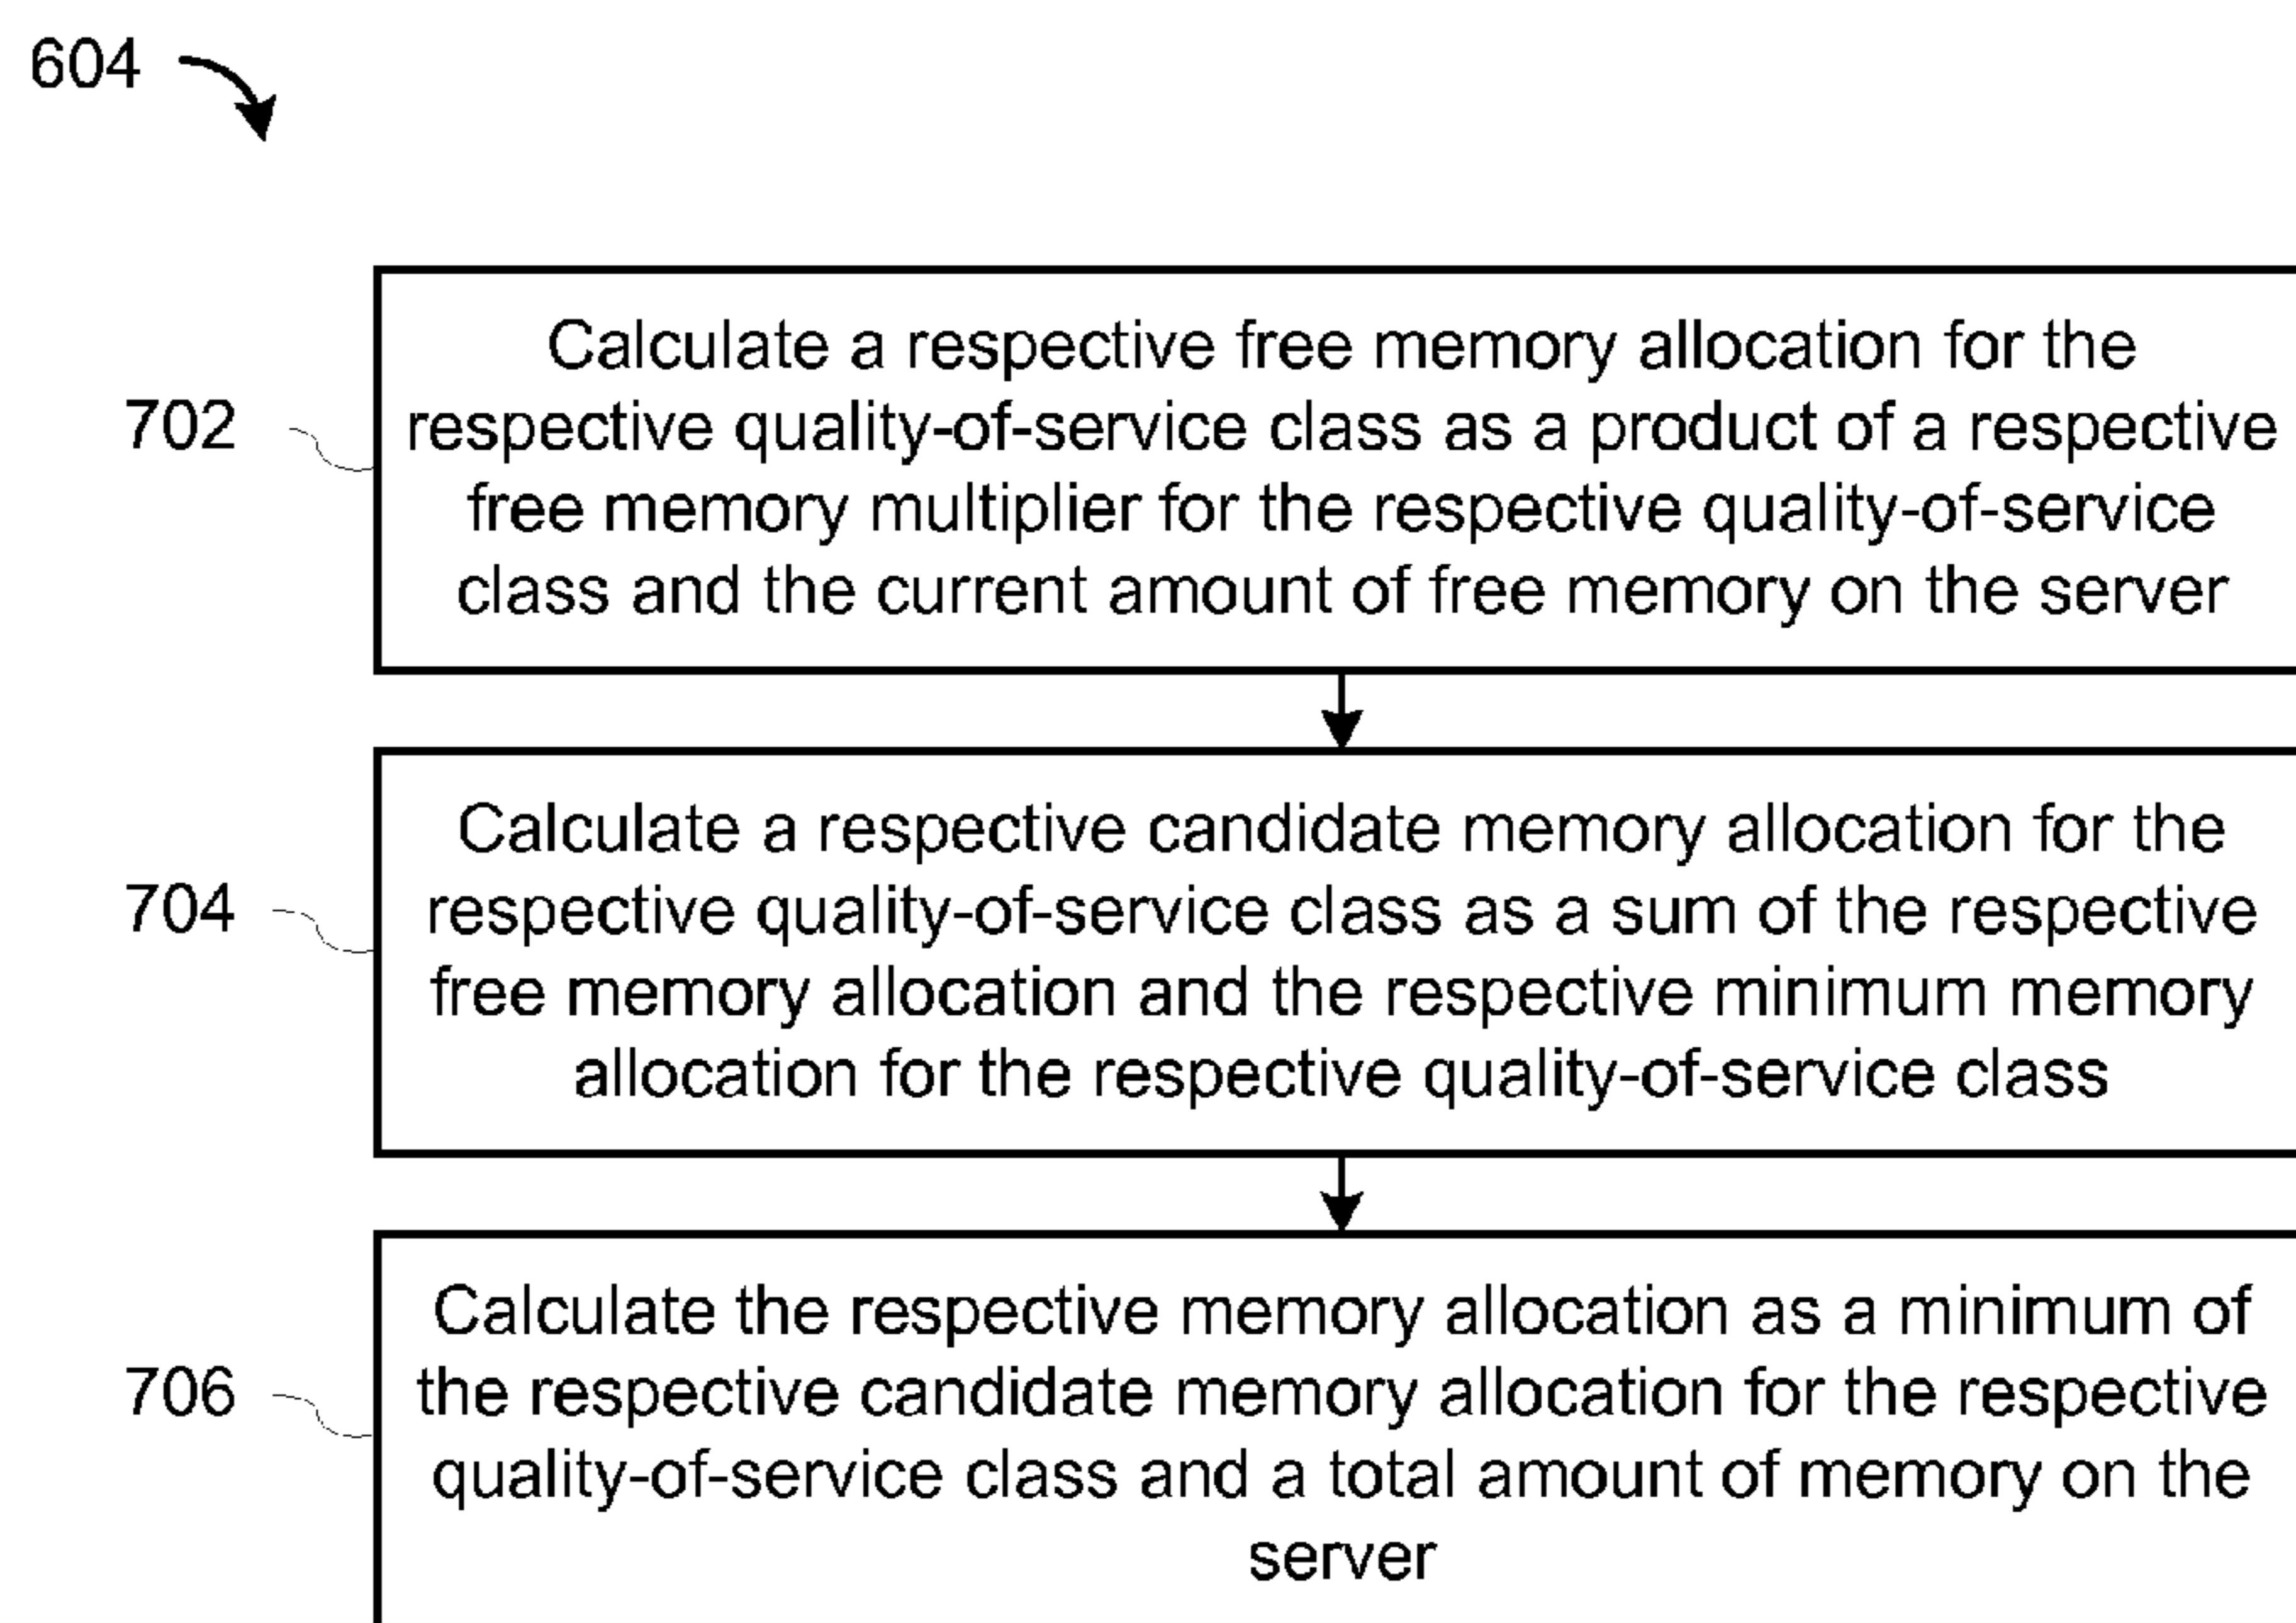 604
Calculate a respective free memory allocation for the
702
respective quality-of-service class as a product of a respective
free memory multiplier for the respective quality-of-service
class and the current amount of free memory on the server
Calculate a respective candidate memory allocation for the
704
respective quality-of-service class as a sum of the respective
free memory allocation and the respective minimum memory
allocation for the respective quality-of-service class
Calculate the respective memory allocation as a minimum of
706
the respective candidate memory allocation for the respective
quality-of-service class and a total amount of memory on the
server